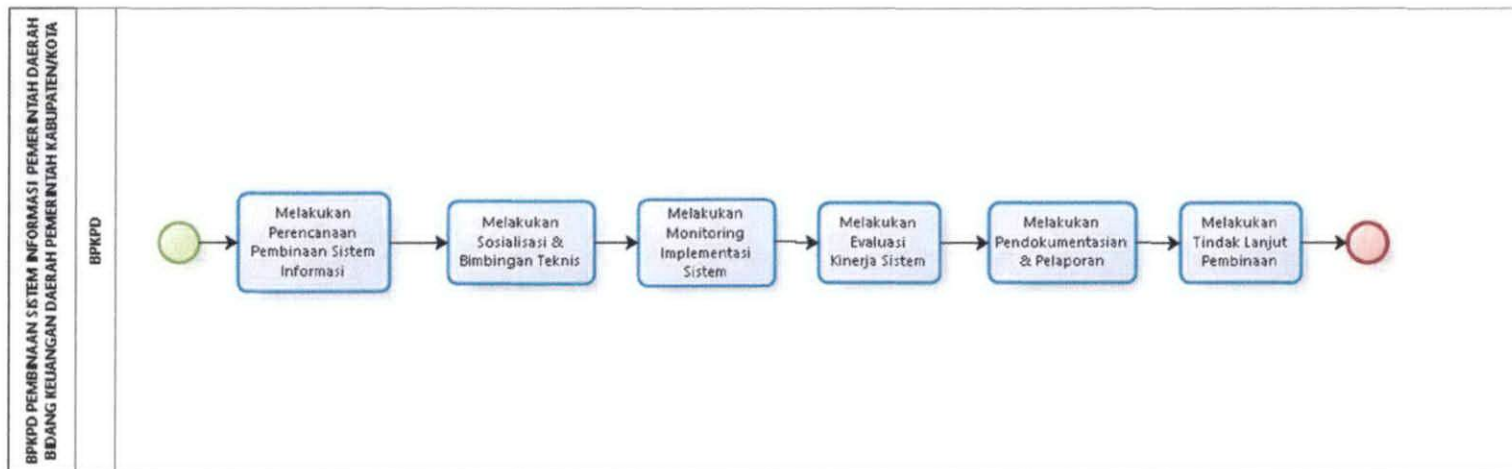 BPKPD PEMBINAAN SISTEM INFORMASI PEMERINTAH DAERAH
BIDANG KEUANGAN DAERAH PEMERINTAH KABUPATEN/KOTA
BPKPD
Melakukan
Perencanaan
Pembinaan Sistem
Informasi
Melakukan
Sosialisasi &
Bimbingan Teknis
Melakukan
Monitoring
Implementasi
Sistem
Melakukan
Evaluasi
Kinerja Sistem
Melakukan
Pendokumentasian
& Pelaporan
Melakukan
Tindak Lanjut
Pembinaan